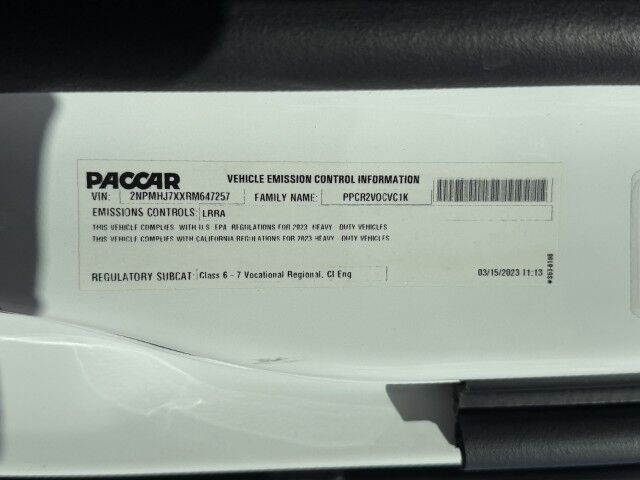 PACCAR VEHICLE EMISSION CONTROL INFORMATION
VIN: 2NPMHJ7XXRM647257 FAMILY NAME: PPCR2VOCVC1K
EMISSIONS CONTROLS: LRRA
THIS VEHICLE COMPLIES WITH U.S. EPA REGULATIONS FOR 2023 HEAVY DUTY VEHICLES
THIS VEHICLE COMPLIES WITH CALIFORNIA REGULATIONS FOR 2023 HEAVY DUTY VEHICLES
REGULATORY SUBCAT: Class 6 - 7 Vocational Regional, CI Eng 03/15/2023 11:13